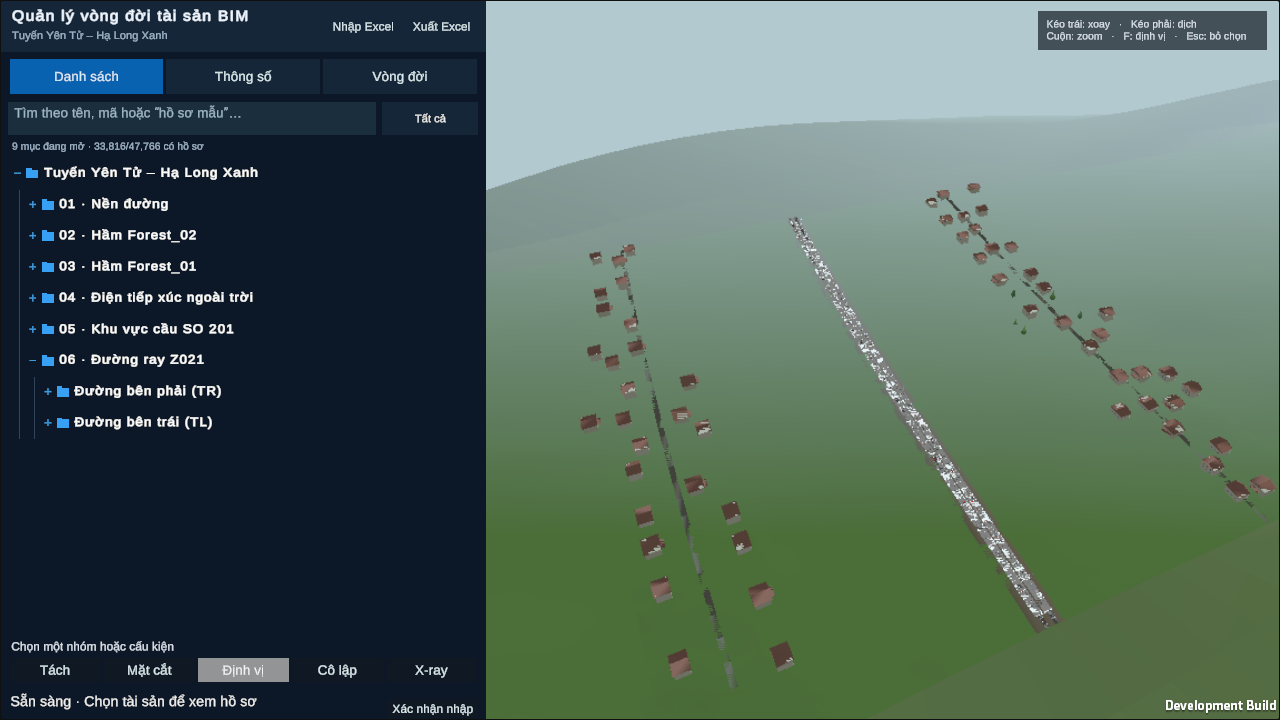 Quản lý vòng đời tài sản BIM
Tuyến Yên Tử – Hạ Long Xanh
Nhập Excel
Xuất Excel
Danh sách
Thông số
Vòng đời
Tìm theo tên, mã hoặc "hồ sơ mẫu"...
Tất cả
9 mục đang mở · 33,816/47,766 có hồ sơ
– Tuyến Yên Tử – Hạ Long Xanh
+ 01 · Nền đường
+ 02 · Hầm Forest_02
+ 03 · Hầm Forest_01
+ 04 · Điện tiếp xúc ngoài trời
+ 05 · Khu vực cầu SO 201
– 06 · Đường ray Z021
+ Đường bên phải (TR)
+ Đường bên trái (TL)
Chọn một nhóm hoặc cấu kiện
Tách
Mặt cắt
Định vị
Cô lập
X-ray
Sẵn sàng · Chọn tài sản để xem hồ sơ
Xác nhận nhập
Kéo trái: xoay · Kéo phải: dịch
Cuộn: zoom · F: định vị · Esc: bỏ chọn
Development Build